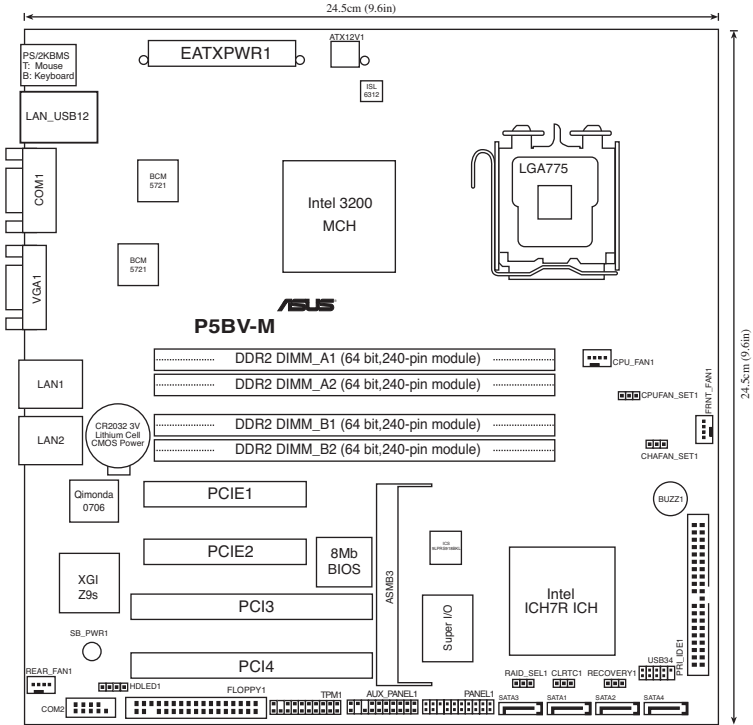 24.5cm (9.6in)
PS/2KBMS
T: Mouse
B: Keyboard
EATXPWR1
ATX12V1
ISL
6312
LAN_USB12
COM1
BCM
5721
Intel 3200
MCH
LGA775
BCM
5721
VGA1
ASUS
P5BV-M
DDR2 DIMM_A1 (64 bit,240-pin module)
DDR2 DIMM_A2 (64 bit,240-pin module)
DDR2 DIMM_B1 (64 bit,240-pin module)
DDR2 DIMM_B2 (64 bit,240-pin module)
CPU_FAN1
CPUFAN_SET1
FRNT_FAN1
CHAFAN_SET1
24.5cm (9.6in)
LAN1
LAN2
CR2032 3V
Lithium Cell
CMOS Power
Qimonda
0706
PCIE1
PCIE2
8Mb
BIOS
ASMB3
ICS
BUZZ1
XGI
Z9s
PCI3
Super I/O
Intel
ICH7R ICH
PRI_IDE1
SB_PWR1
PCI4
REAR_FAN1
HDLED1
FLOPPY1
TPM1
AUX_PANEL1
PANEL1
RAID_SEL1
CLRTC1
RECOVERY1
USB34
COM2
SATA3
SATA1
SATA2
SATA4